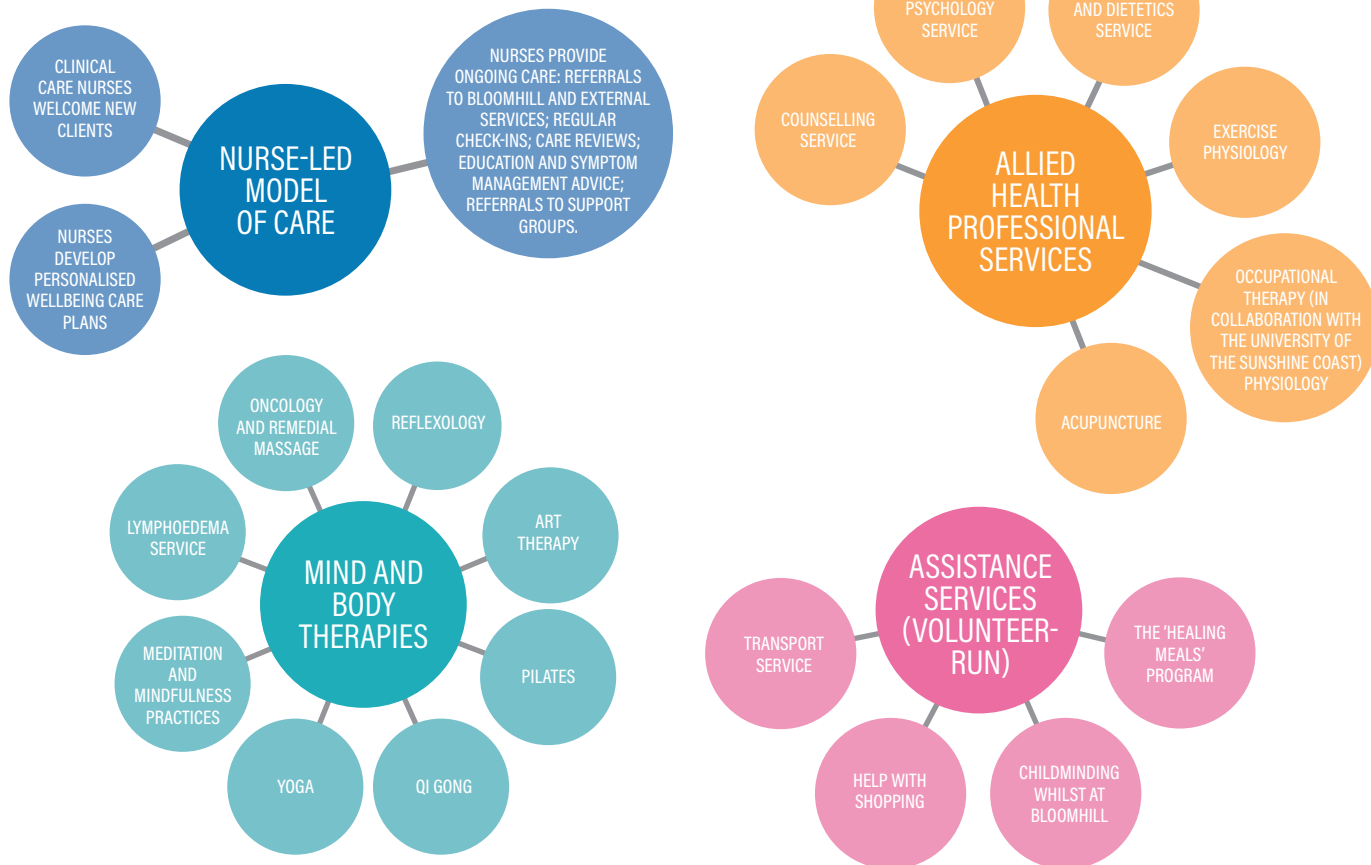 CLINICAL
CARE NURSES
WELCOME NEW
CLIENTS
NURSE-LED
MODEL
OF CARE
NURSES PROVIDE
ONGOING CARE: REFERRALS
TO BLOOMHILL AND EXTERNAL
SERVICES; REGULAR
CHECK-INS; CARE REVIEWS;
EDUCATION AND SYMPTOM
MANAGEMENT ADVICE;
REFERRALS TO SUPPORT
GROUPS.
NURSES
DEVELOP
PERSONALISED
WELLBEING CARE
PLANS
PSYCHOLOGY
SERVICE
AND DIETETICS
SERVICE
COUNSELLING
SERVICE
ALLIED
HEALTH
PROFESSIONAL
SERVICES
EXERCISE
PHYSIOLOGY
OCCUPATIONAL
THERAPY (IN
COLLABORATION WITH
THE UNIVERSITY OF
THE SUNSHINE COAST)
PHYSIOLOGY
ACUPUNCTURE
ONCOLOGY
AND REMEDIAL
MASSAGE
REFLEXOLOGY
LYMPHOEDEMA
SERVICE
ART
THERAPY
MIND AND
BODY
THERAPIES
MEDITATION
AND
MINDFULNESS
PRACTICES
PILATES
YOGA
QI GONG
ASSISTANCE
SERVICES
(VOLUNTEER-
RUN)
TRANSPORT
SERVICE
THE 'HEALING
MEALS'
PROGRAM
HELP WITH
SHOPPING
CHILDMINDING
WHILST AT
BLOOMHILL